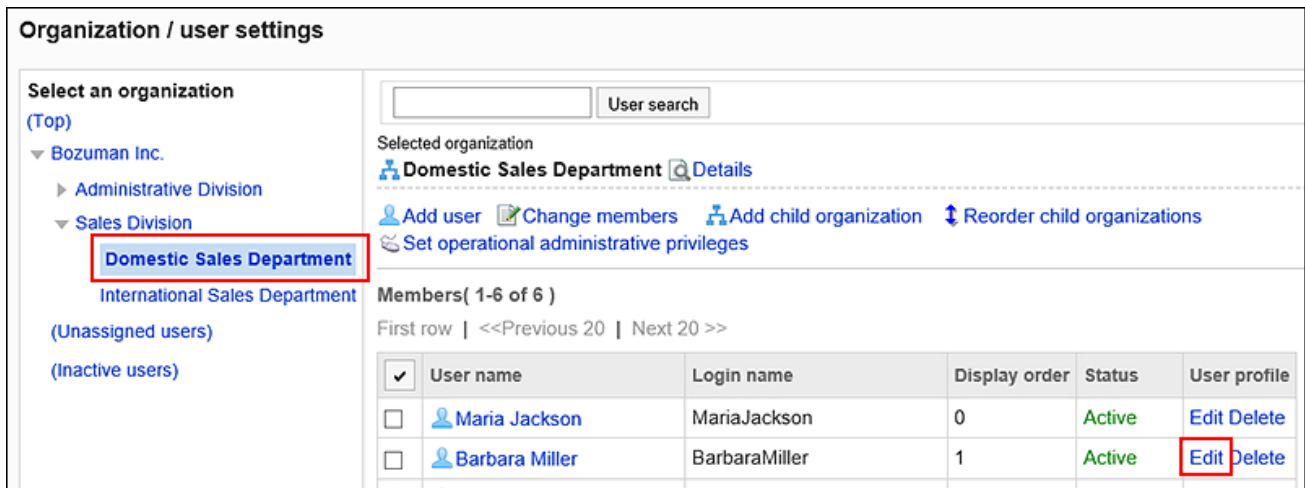 Organization / user settings
Select an organization
(Top)
Bozuman Inc.
Administrative Division
Sales Division
Domestic Sales Department
International Sales Department
(Unassigned users)
(Inactive users)
User search
Selected organization
Domestic Sales Department Details
Add user Change members Add child organization Reorder child organizations
Set operational administrative privileges
Members( 1-6 of 6 )
First row | <<Previous 20 | Next 20 >>
User name Login name Display order Status User profile
Maria Jackson MariaJackson 0 Active Edit Delete
Barbara Miller BarbaraMiller 1 Active Edit Delete